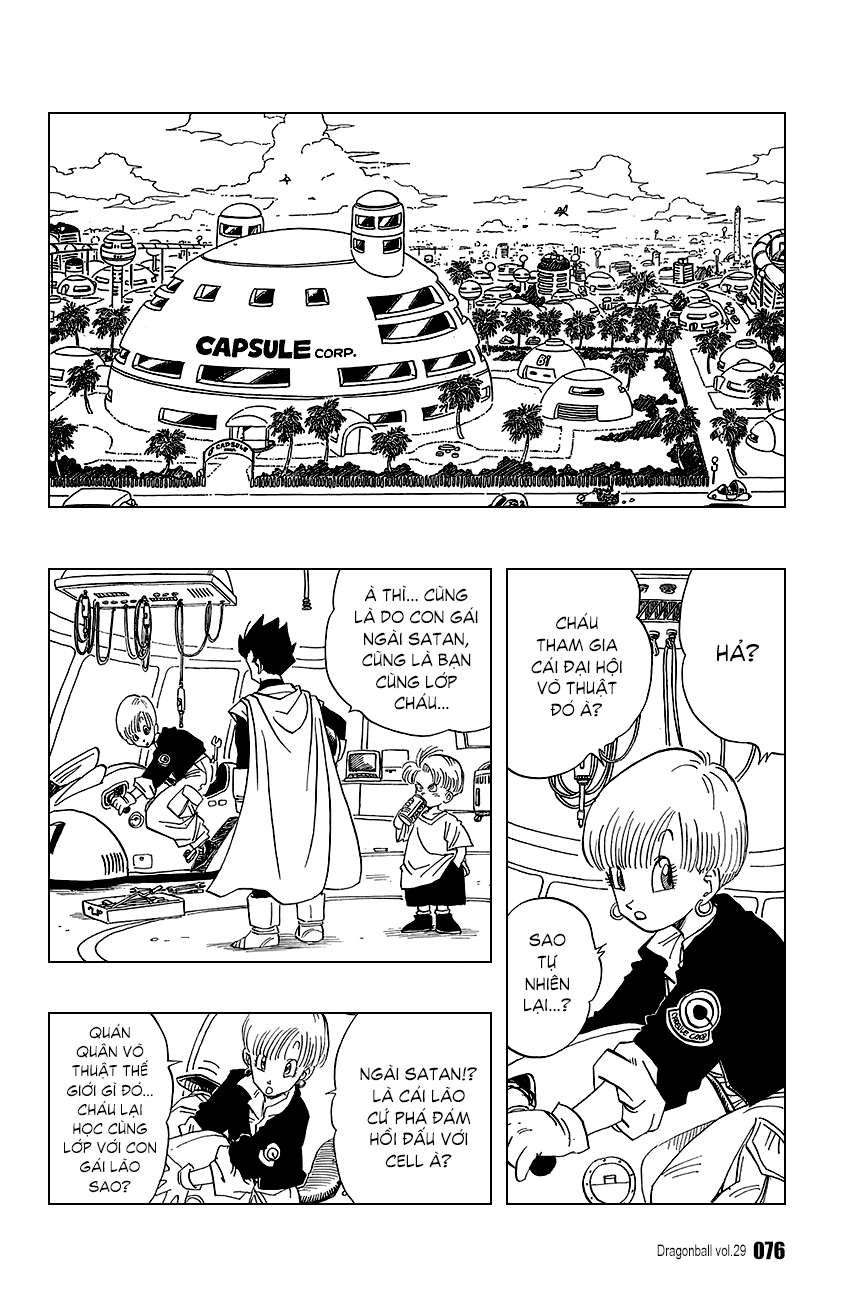 CAPSULE CORP.
CAPSULE
HẢ?
CHÁU
THAM GIA
CÁI ĐẠI HỘI
VÕ THUẬT
ĐÓ À?
SAO
TỰ
NHIÊN
LẠI...?
CAPSULE CORP
À THÌ... CŨNG
LÀ DO CON GÁI
NGÀI SATAN,
CŨNG LÀ BẠN
CÙNG LỚP
CHÁU...
NGÀI SATAN!?
LÀ CÁI LÃO
CỨ PHÁ ĐÁM
HỒI ĐẤU VỚI
CELL À?
QUÁN
QUÂN VÕ
THUẬT THẾ
GIỚI GÌ ĐÓ...
CHÁU LẠI
HỌC CÙNG
LỚP VỚI CON
GÁI LÃO
SAO?
Dragonball vol.29 076